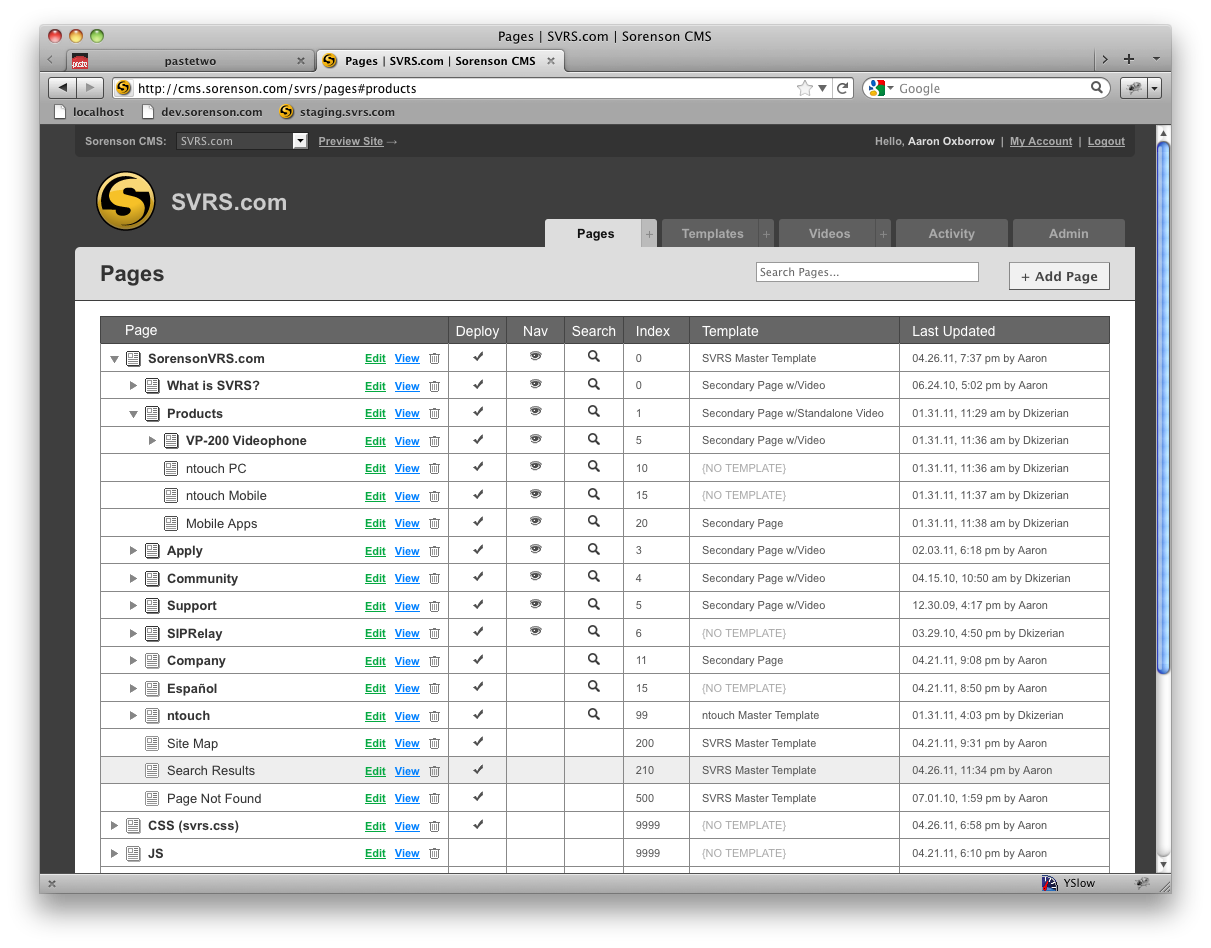 Pages | SVRS.com | Sorenson CMS
pastetwo Pages | SVRS.com | Sorenson CMS
http://cms.sorenson.com/svrs/pages#products Google
localhost dev.sorenson.com staging.svrs.com
Sorenson CMS: SVRS.com Preview Site → Hello, Aaron Oxborrow | My Account | Logout
SVRS.com
Pages + Templates + Videos + Activity Admin
Pages Search Pages... + Add Page
Page Deploy Nav Search Index Template Last Updated
SorensonVRS.com Edit View 0 SVRS Master Template 04.26.11, 7:37 pm by Aaron
What is SVRS? Edit View 0 Secondary Page w/Video 06.24.10, 5:02 pm by Aaron
Products Edit View 1 Secondary Page w/Standalone Video 01.31.11, 11:29 am by Dkizerian
VP-200 Videophone Edit View 5 Secondary Page w/Video 01.31.11, 11:36 am by Dkizerian
ntouch PC Edit View 10 {NO TEMPLATE} 01.31.11, 11:36 am by Dkizerian
ntouch Mobile Edit View 15 {NO TEMPLATE} 01.31.11, 11:37 am by Dkizerian
Mobile Apps Edit View 20 Secondary Page 01.31.11, 11:38 am by Dkizerian
Apply Edit View 3 Secondary Page w/Video 02.03.11, 6:18 pm by Aaron
Community Edit View 4 Secondary Page w/Video 04.15.10, 10:50 am by Dkizerian
Support Edit View 5 Secondary Page w/Video 12.30.09, 4:17 pm by Aaron
SIPRelay Edit View 6 {NO TEMPLATE} 03.29.10, 4:50 pm by Dkizerian
Company Edit View 11 Secondary Page 04.21.11, 9:08 pm by Aaron
Español Edit View 15 {NO TEMPLATE} 04.21.11, 8:50 pm by Aaron
ntouch Edit View 99 ntouch Master Template 01.31.11, 4:03 pm by Dkizerian
Site Map Edit View 200 SVRS Master Template 04.21.11, 9:31 pm by Aaron
Search Results Edit View 210 SVRS Master Template 04.26.11, 11:34 pm by Aaron
Page Not Found Edit View 500 SVRS Master Template 07.01.10, 1:59 pm by Aaron
CSS (svrs.css) Edit View 9999 {NO TEMPLATE} 04.26.11, 6:58 pm by Aaron
JS Edit View 9999 {NO TEMPLATE} 04.21.11, 6:10 pm by Aaron
YSlow